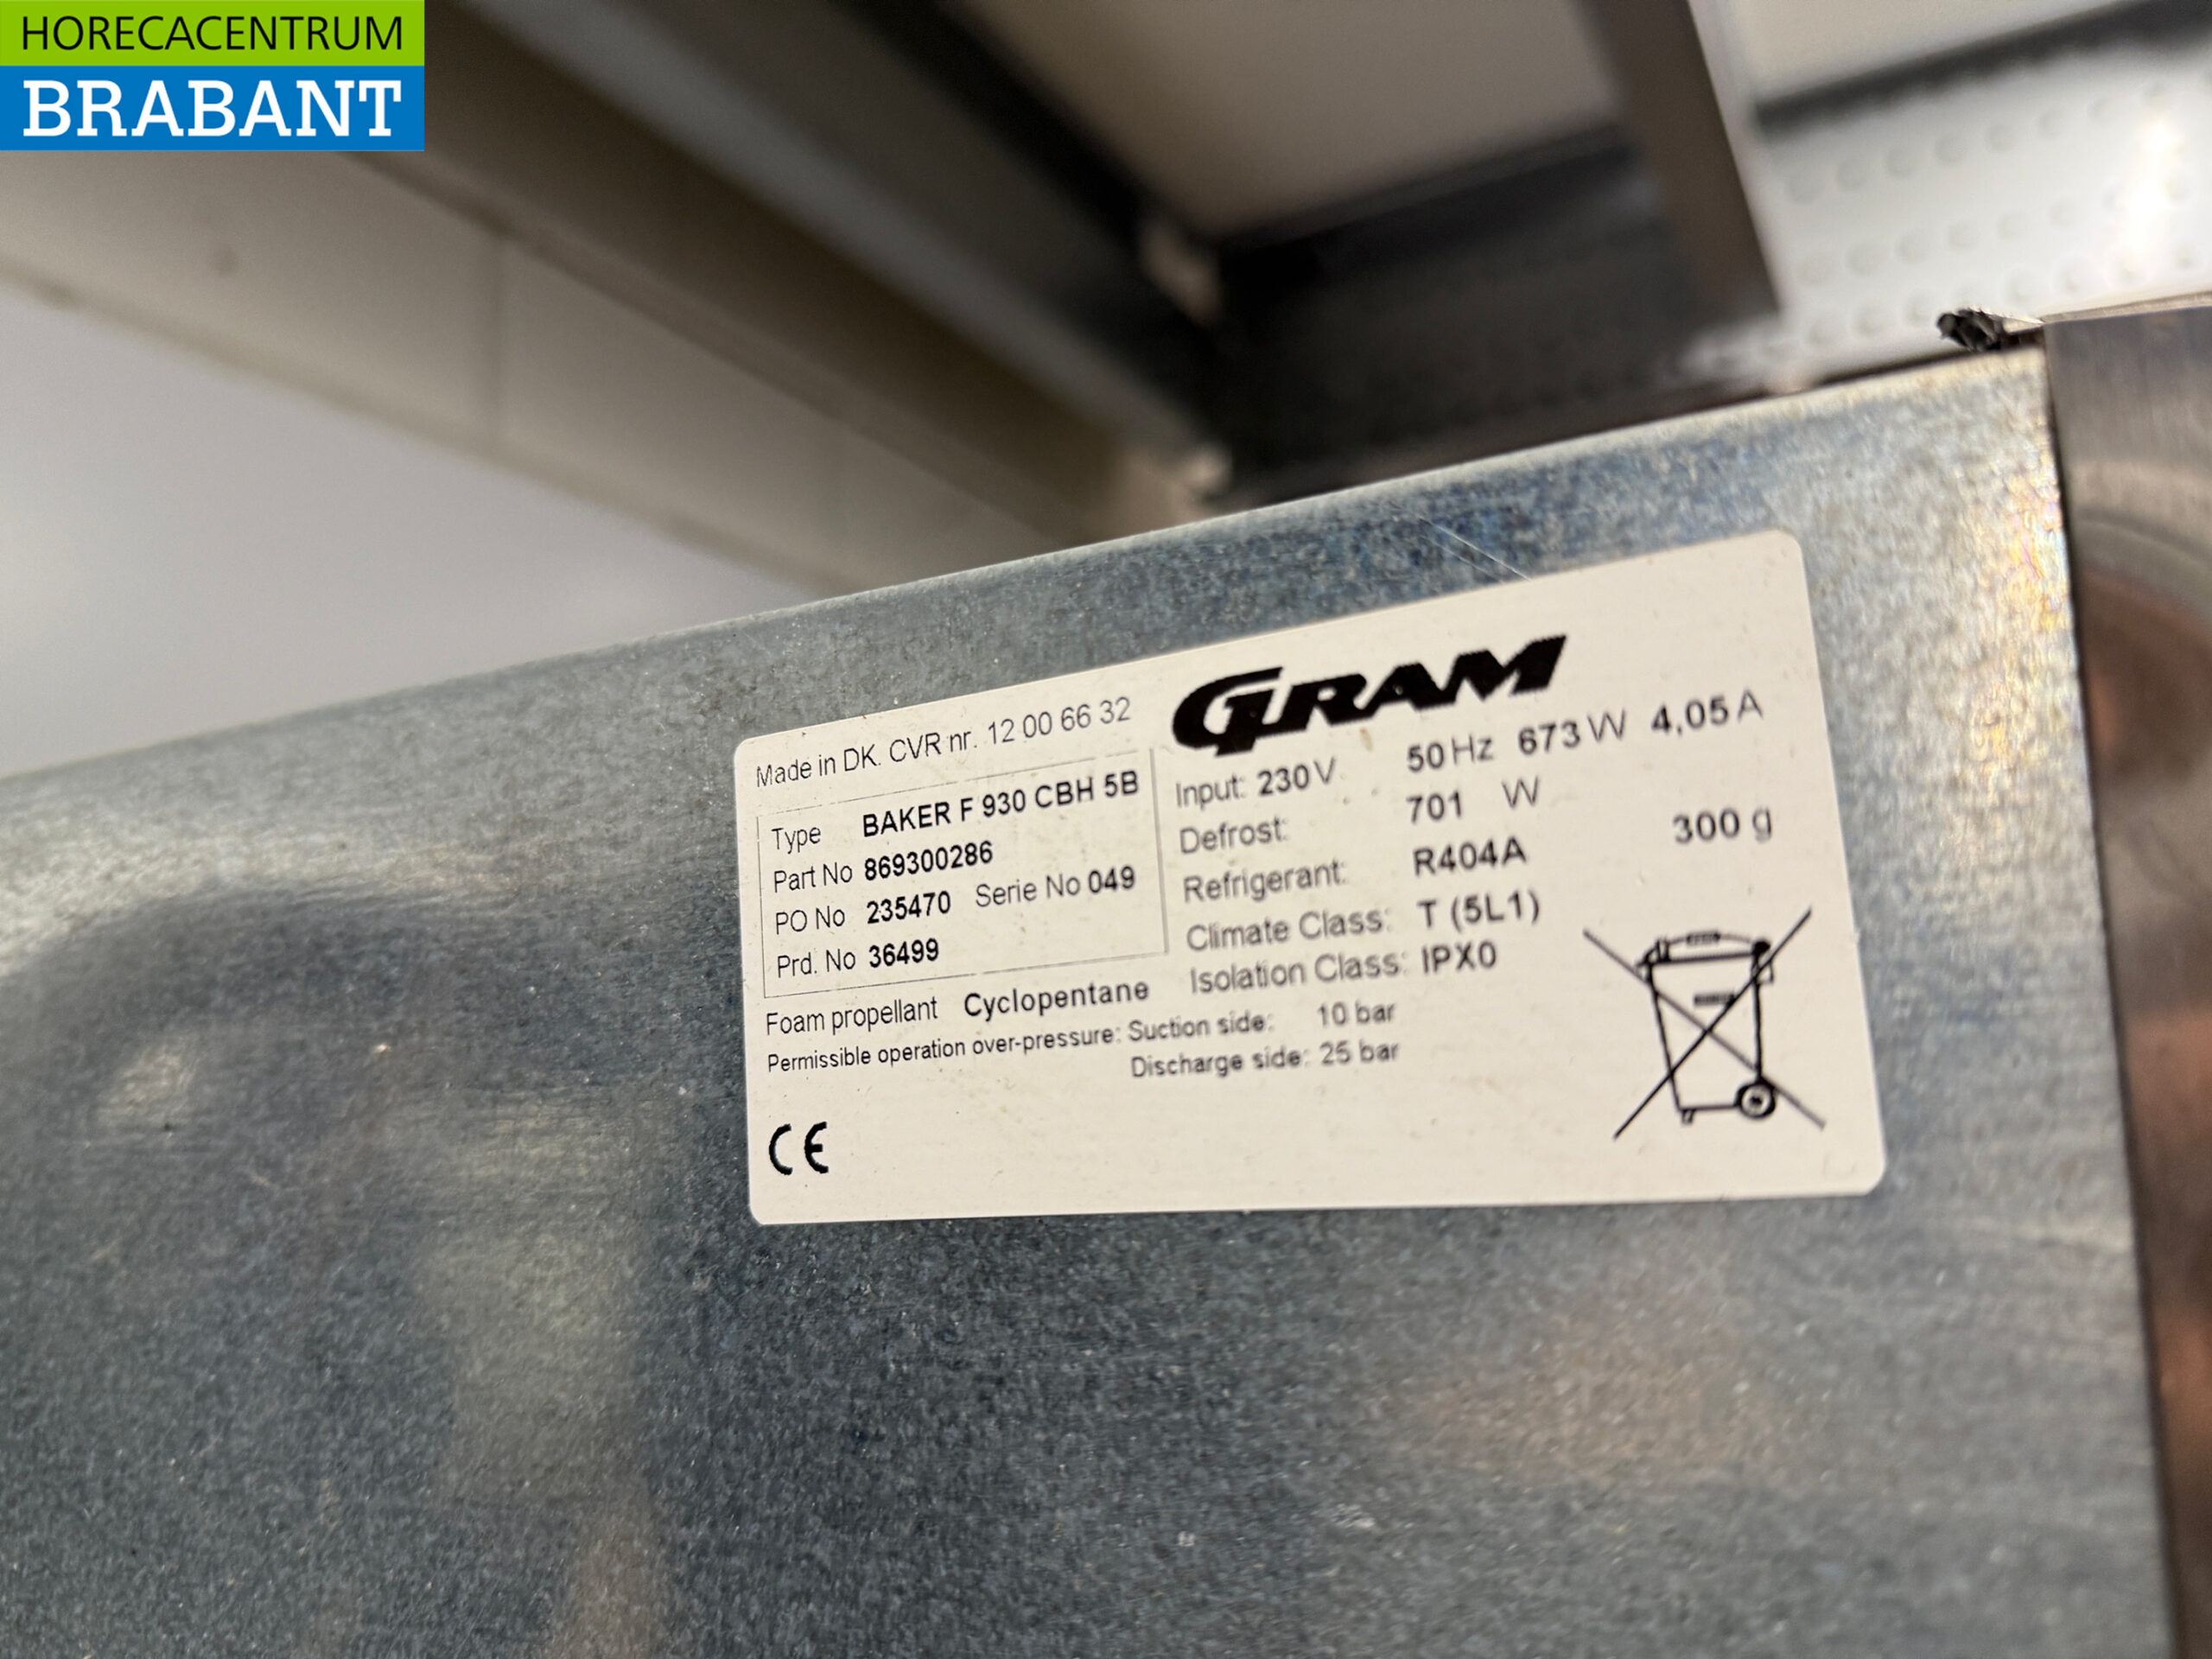 HORECACENTRUM
BRABANT
GRAM
Made in DK. CVR nr. 12 00 66 32
Type BAKER F 930 CBH 5B
Part No 869300286
PO No 235470 Serie No 049
Prd. No 36499
Input: 230 V 50 Hz 673 W 4,05 A
Defrost: 701 W
Refrigerant: R404A 300 g
Climate Class: T (5L1)
Isolation Class: IPX0
Foam propellant Cyclopentane
Permissible operation over-pressure: Suction side: 10 bar
Discharge side: 25 bar
CE